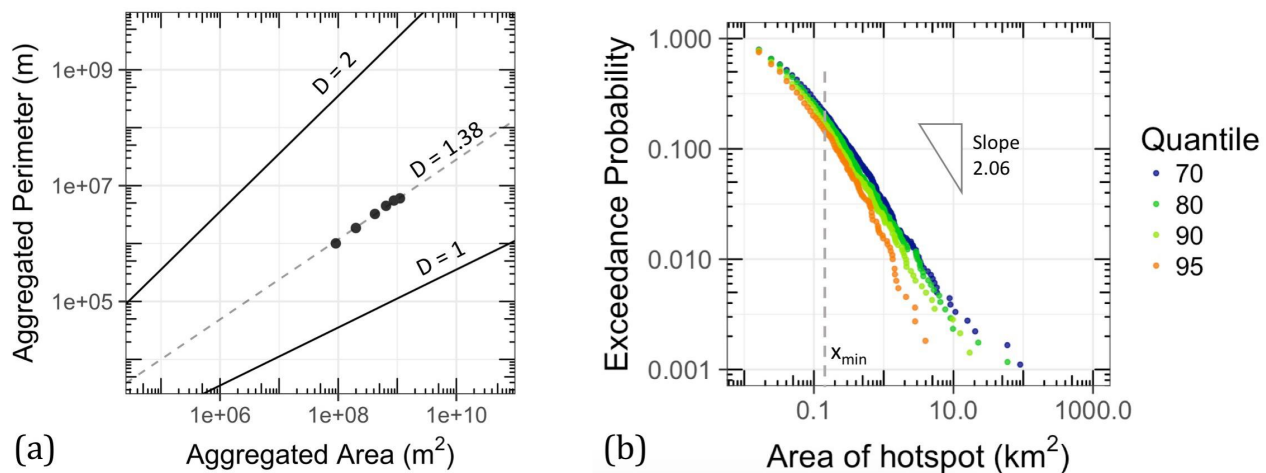 Aggregated Perimeter (m)
1e+09
1e+07
1e+05
D = 2
D = 1.38
D = 1
1e+06
1e+08
1e+10
Aggregated Area (m²)
(a)
Exceedance Probability
1.000
0.100
0.010
0.001
Slope
2.06
xmin
0.1
10.0
1000.0
Area of hotspot (km²)
(b)
Quantile
70
80
90
95